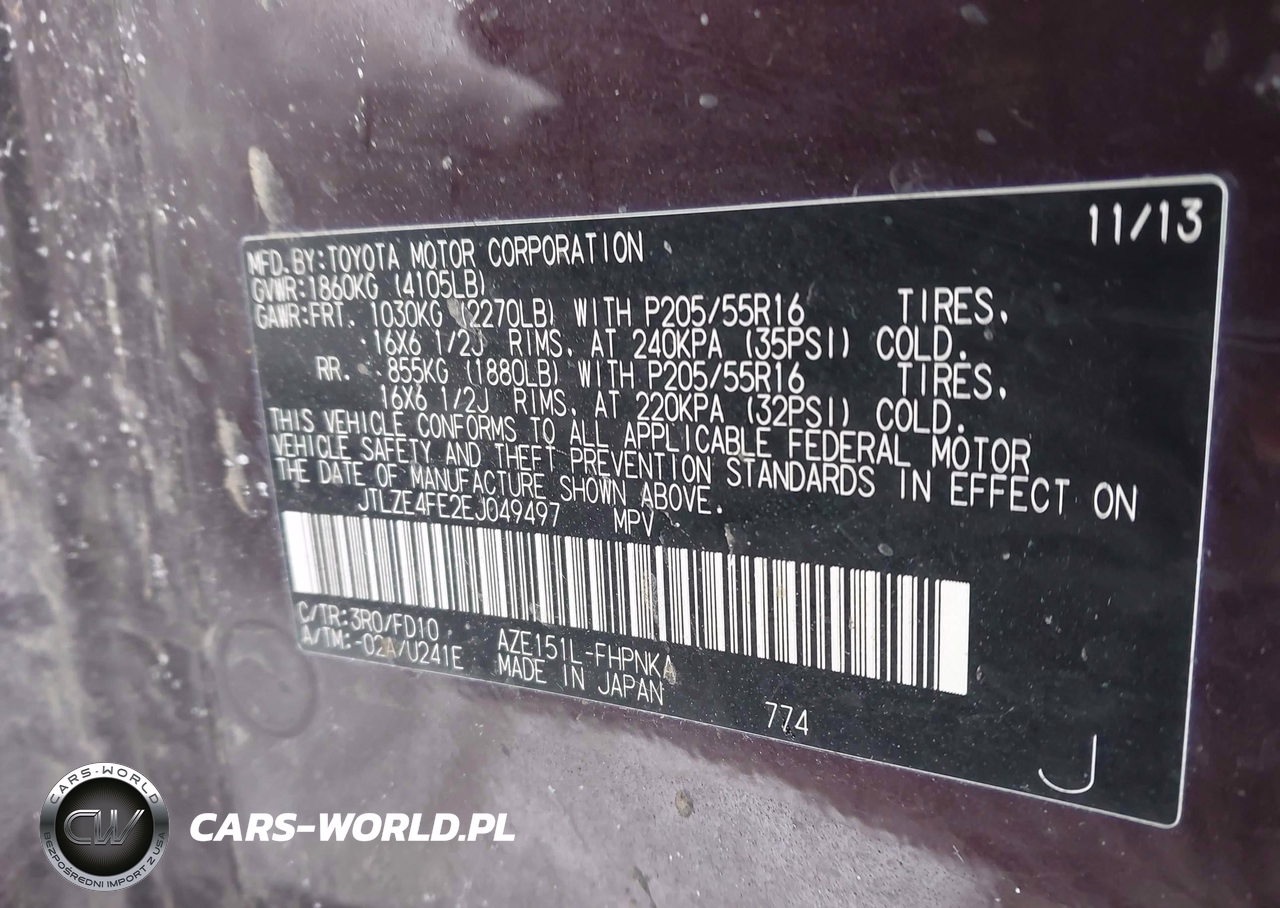 11/13
MFD.BY:TOYOTA MOTOR CORPORATION
GVWR:1860KG (4105LB)
GAWR:FRT. 1030KG (2270LB) WITH P205/55R16 TIRES,
16X6 1/2J RIMS, AT 240KPA (35PSI) COLD.
RR. 855KG (1880LB) WITH P205/55R16 TIRES,
16X6 1/2J RIMS, AT 220KPA (32PSI) COLD.
THIS VEHICLE CONFORMS TO ALL APPLICABLE FEDERAL MOTOR
VEHICLE SAFETY AND THEFT PREVENTION STANDARDS IN EFFECT ON
THE DATE OF MANUFACTURE SHOWN ABOVE.
JTLZE4FE2EJ049497 MPV
C/TR:3R0/FD10
A/TM:-02A/U241E
AZE151L-FHPNKA
MADE IN JAPAN
774
J
CARS-WORLD
CW
BEZPOŚREDNI IMPORT Z USA
CARS-WORLD.PL